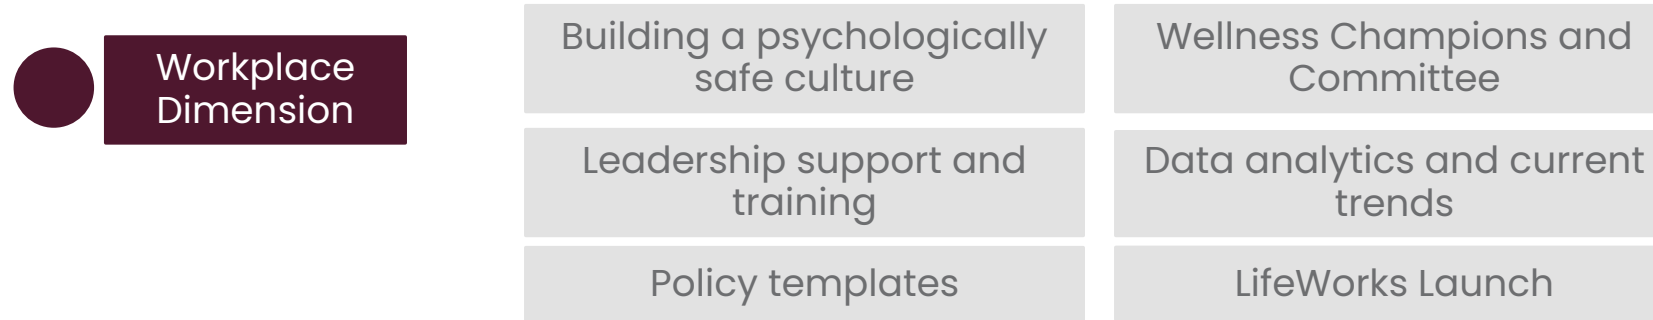 Workplace
Dimension
Building a psychologically
safe culture
Wellness Champions and
Committee
Leadership support and
training
Data analytics and current
trends
Policy templates
LifeWorks Launch